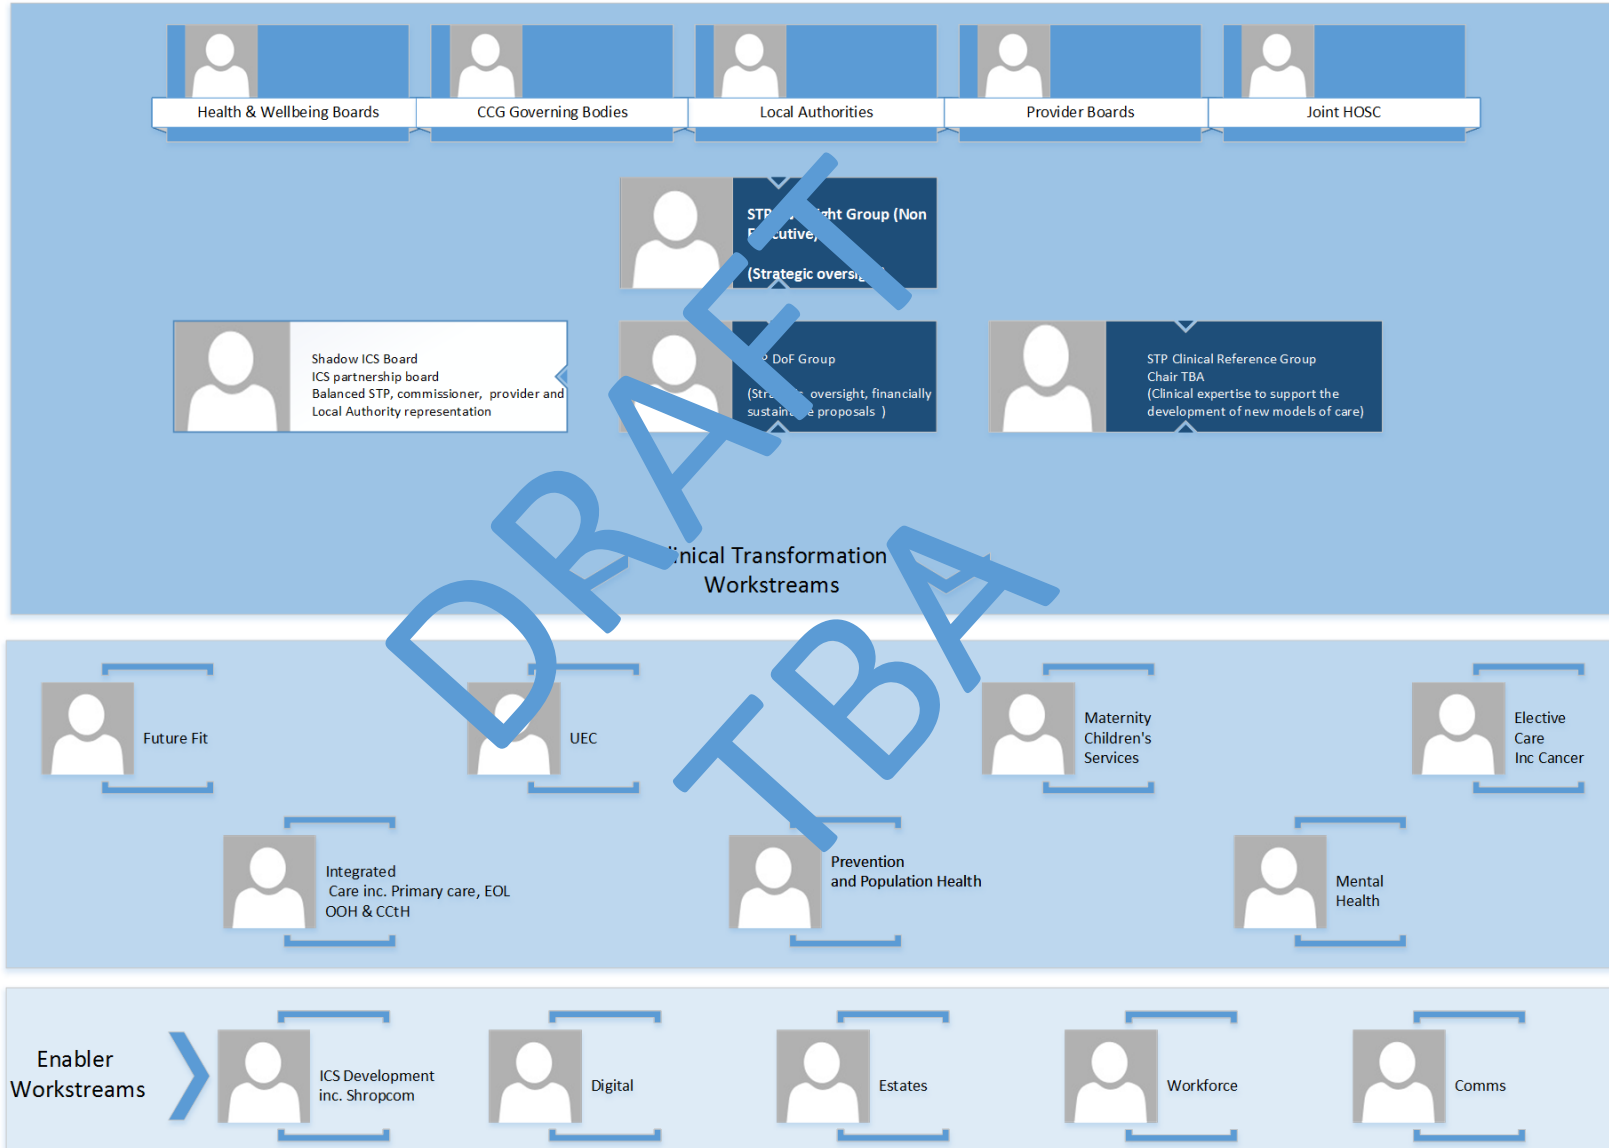 Health & Wellbeing Boards
CCG Governing Bodies
Local Authorities
Provider Boards
Joint HOSC
STP ght Group (Non
Executive)
(Strategic oversight)
Shadow ICS Board
ICS partnership board
Balanced STP, commissioner, provider and
Local Authority representation
DoF Group
oversight, financially
proposals )
STP Clinical Reference Group
Chair TBA
(Clinical expertise to support the
development of new models of care)
DRAFT
TBA
Clinical Transformation
Workstreams
Future Fit
UEC
Maternity
Children's
Services
Elective
Care
Inc Cancer
Integrated
Care inc. Primary care, EOL
OOH & CCtH
Prevention
and Population Health
Mental
Health
Enabler
Workstreams
ICS Development
inc. Shropcom
Digital
Estates
Workforce
Comms